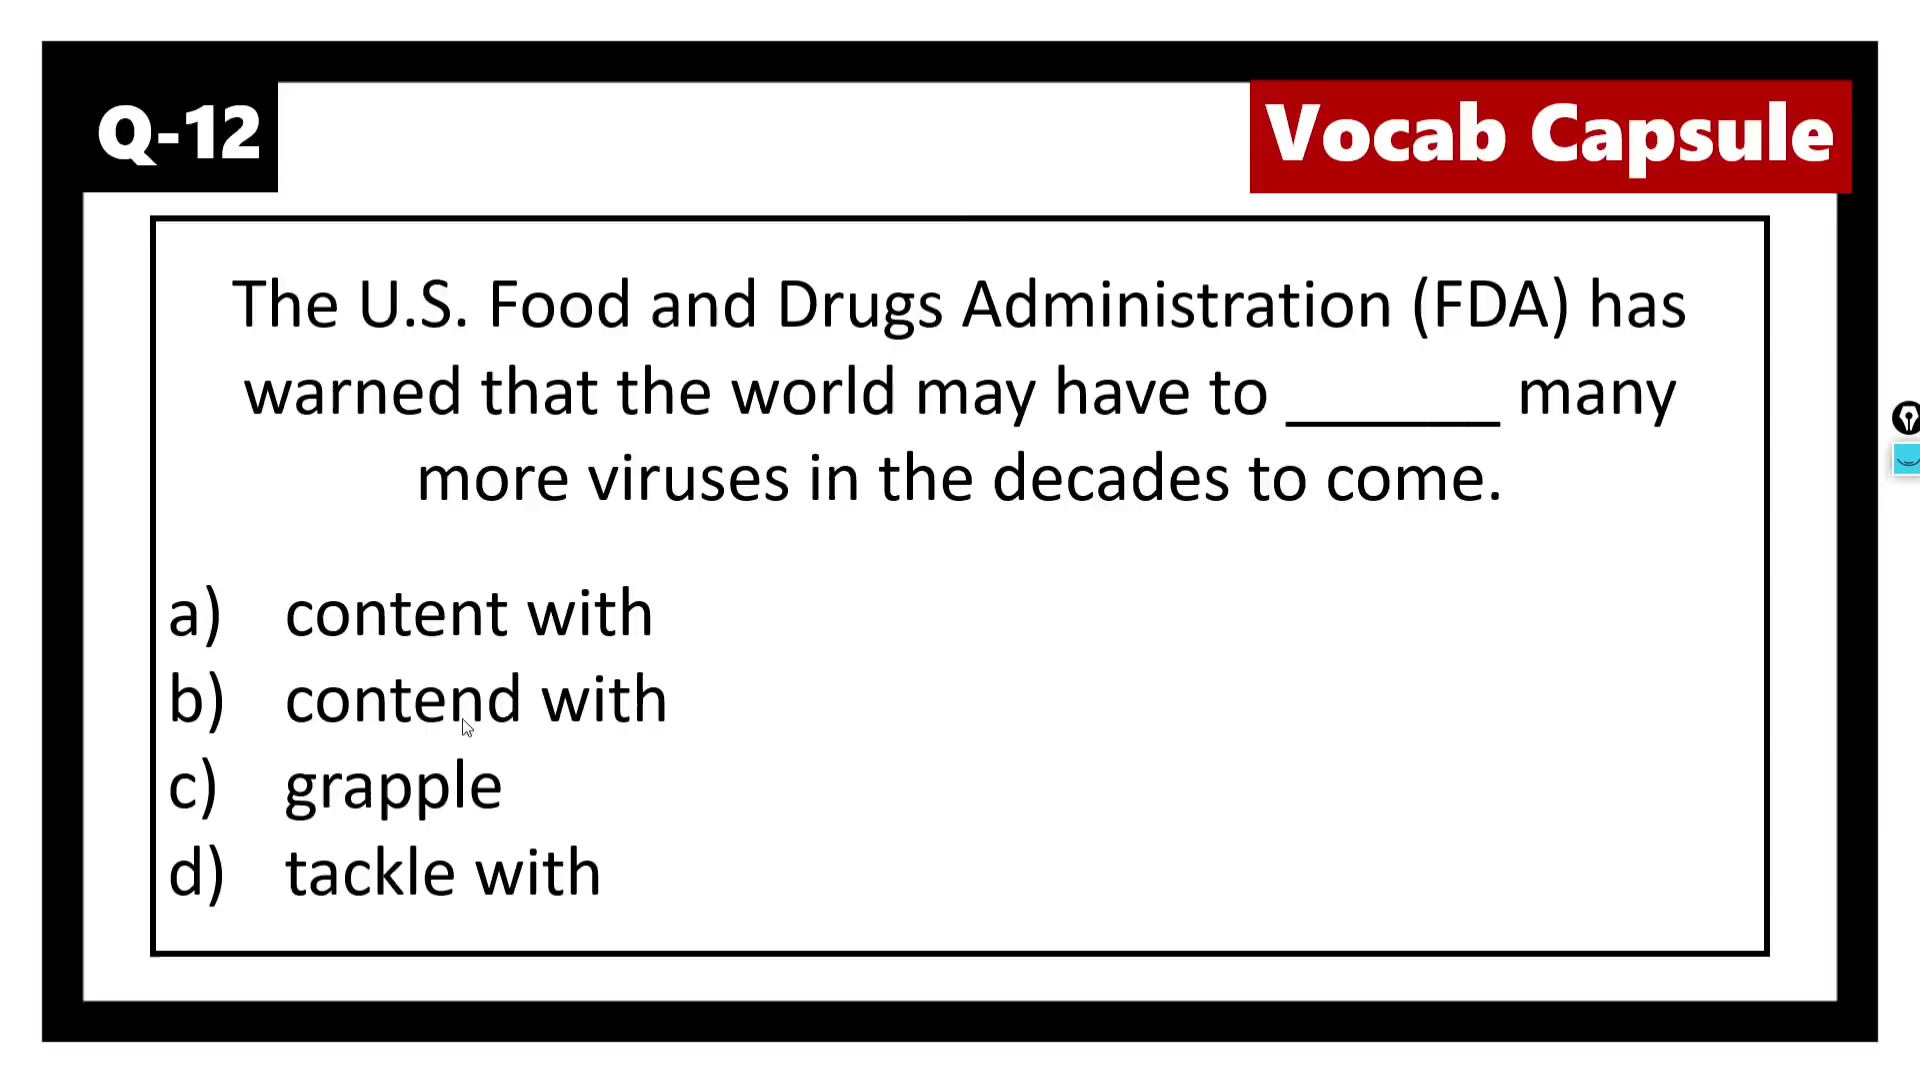 Q-12
Vocab Capsule
The U.S. Food and Drugs Administration (FDA) has
warned that the world may have to _______ many
more viruses in the decades to come.
a) content with
b) contend with
c) grapple
d) tackle with